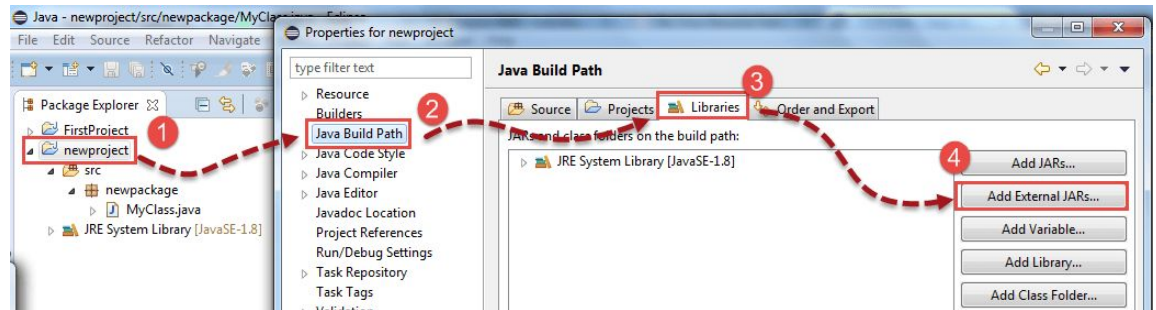 Java - newproject/src/newpackage/MyClass.java - Eclipse
File Edit Source Refactor Navigate
Package Explorer
FirstProject
1
newproject
src
newpackage
MyClass.java
JRE System Library [JavaSE-1.8]
Properties for newproject
type filter text
Resource
Builders
2
Java Build Path
Java Code Style
Java Compiler
Java Editor
Javadoc Location
Project References
Run/Debug Settings
Task Repository
Task Tags
Validation
Java Build Path
3
Source Projects Libraries Order and Export
JARs and class folders on the build path:
JRE System Library [JavaSE-1.8]
4
Add JARs...
Add External JARs...
Add Variable...
Add Library...
Add Class Folder...